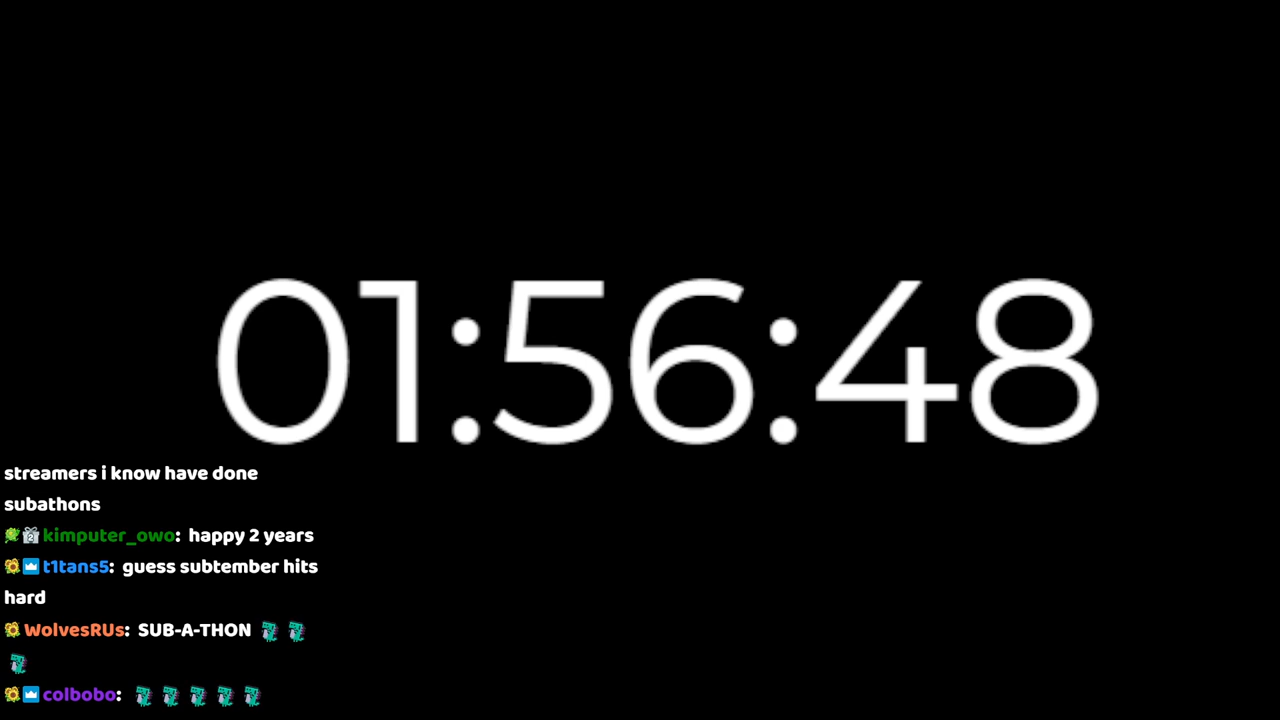 01:56:48
streamers i know have done
subathons
kimputer_owo: happy 2 years
t1tans5: guess subtember hits
hard
WolvesRUs: SUB-A-THON
colbobo: